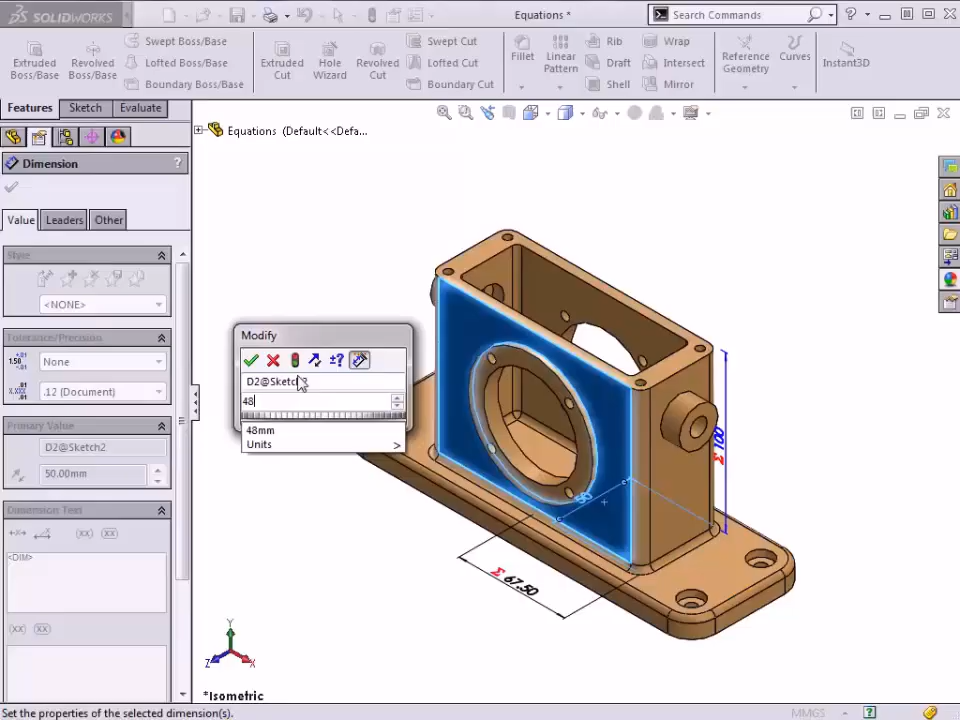 SOLIDWORKS
Equations *
Search Commands
Extruded Boss/Base
Revolved Boss/Base
Swept Boss/Base
Lofted Boss/Base
Boundary Boss/Base
Extruded Cut
Hole Wizard
Revolved Cut
Swept Cut
Lofted Cut
Boundary Cut
Fillet
Linear Pattern
Rib
Draft
Shell
Wrap
Intersect
Mirror
Reference Geometry
Curves
Instant3D
Features
Sketch
Evaluate
Equations (Default<<Defa...
Dimension
?
Value
Leaders
Other
Style
<NONE>
Tolerance/Precision
None
.12 (Document)
Primary Value
D2@Sketch2
50.00mm
Dimension Text
<DIM>
Modify
48
48mm
Units
>
50
Σ 100
Σ 67.50
Y
Z
X
*Isometric
Set the properties of the selected dimension(s).
MMGS